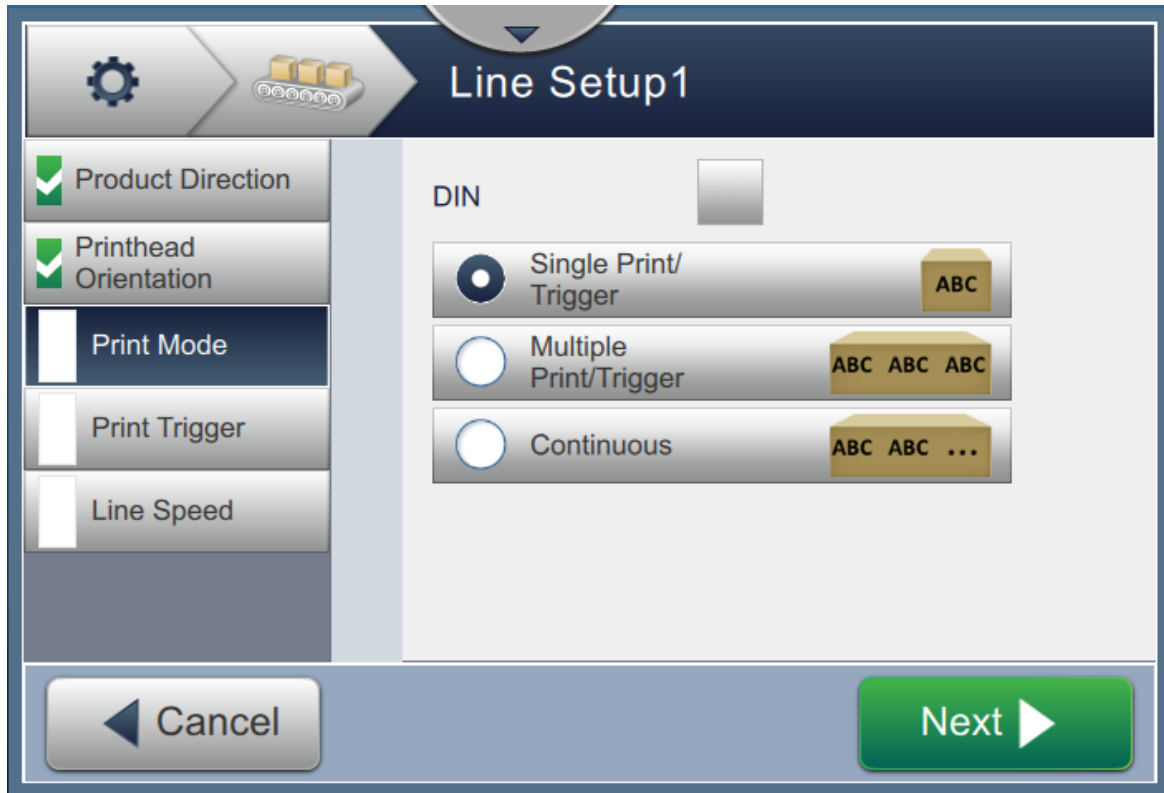 Line Setup1
Product Direction
Printhead
Orientation
Print Mode
Print Trigger
Line Speed
DIN
Single Print/
Trigger
ABC
Multiple
Print/Trigger
ABC ABC ABC
Continuous
ABC ABC ...
Cancel
Next